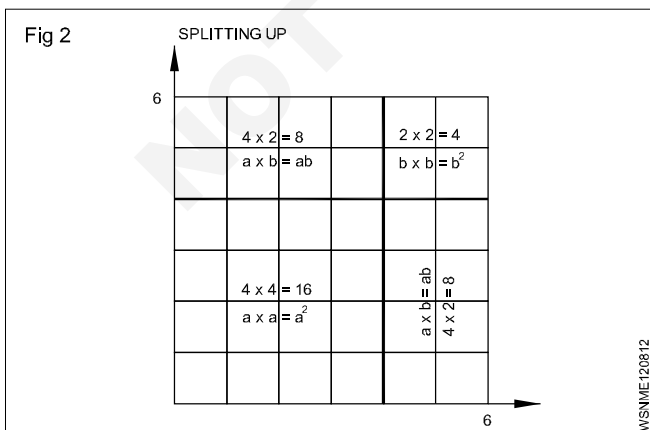 Fig 2
SPLITTING UP
6
4 x 2 = 8
a x b = ab
2 x 2 = 4
b x b = b²
4 x 4 = 16
a x a = a²
a x b = ab
4 x 2 = 8
6
WSNME120812
NOT